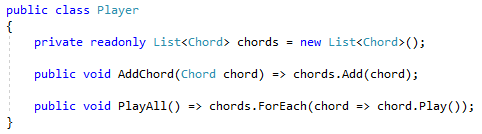 public class Player
{
    private readonly List<Chord> chords = new List<Chord>();
    public void AddChord(Chord chord) => chords.Add(chord);
    public void PlayAll() => chords.ForEach(chord => chord.Play());
}